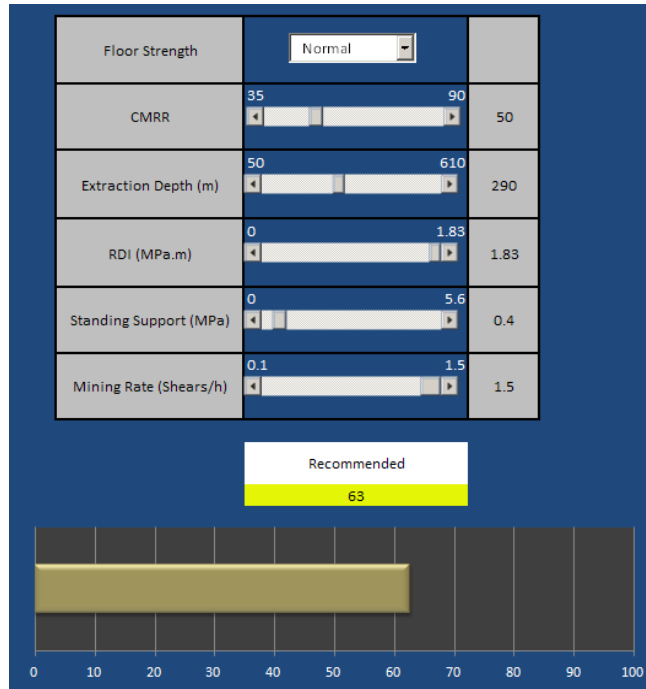 Floor Strength
Normal
35 90
CMRR
50
50 610
Extraction Depth (m)
290
0 1.83
RDI (MPa.m)
1.83
0 5.6
Standing Support (MPa)
0.4
0.1 1.5
Mining Rate (Shears/h)
1.5
Recommended
63
0 10 20 30 40 50 60 70 80 90 100